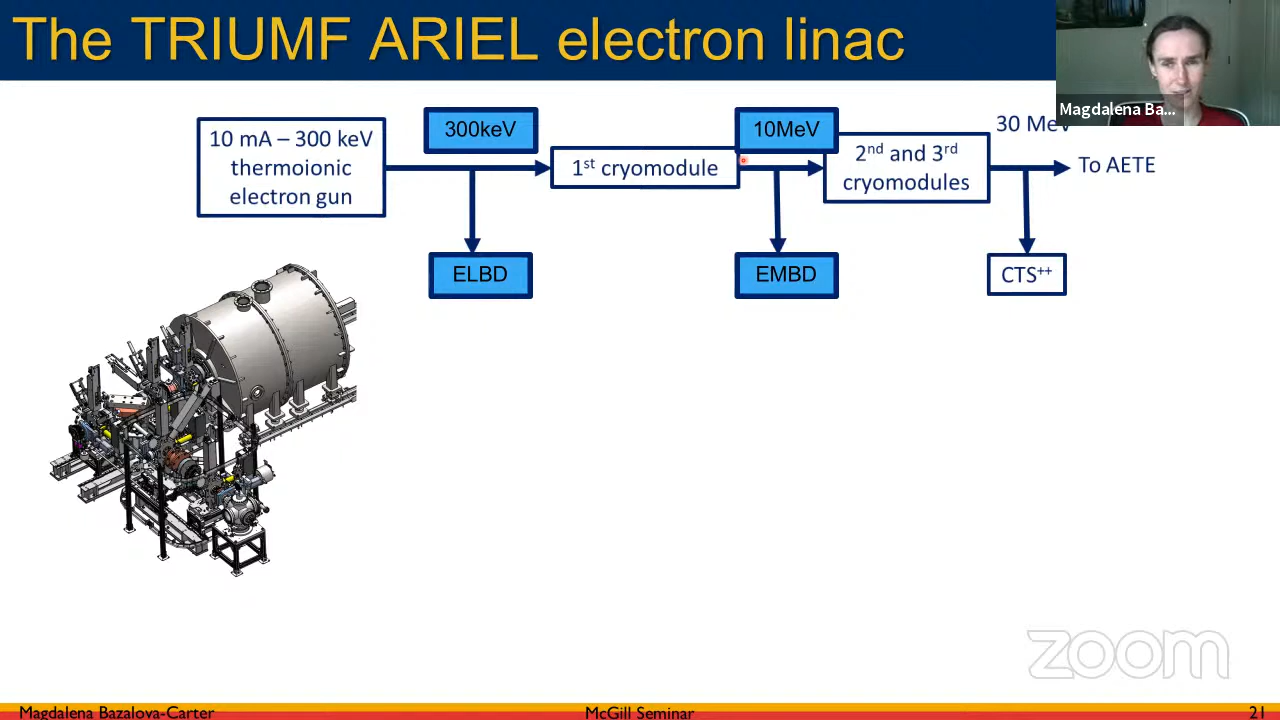 The TRIUMF ARIEL electron linac
Magdalena Ba...
10 mA – 300 keV
thermoionic
electron gun
300keV
1st cryomodule
10MeV
2nd and 3rd
cryomodules
30 MeV
To AETE
ELBD
EMBD
CTS++
zoom
Magdalena Bazalova-Carter
McGill Seminar
21